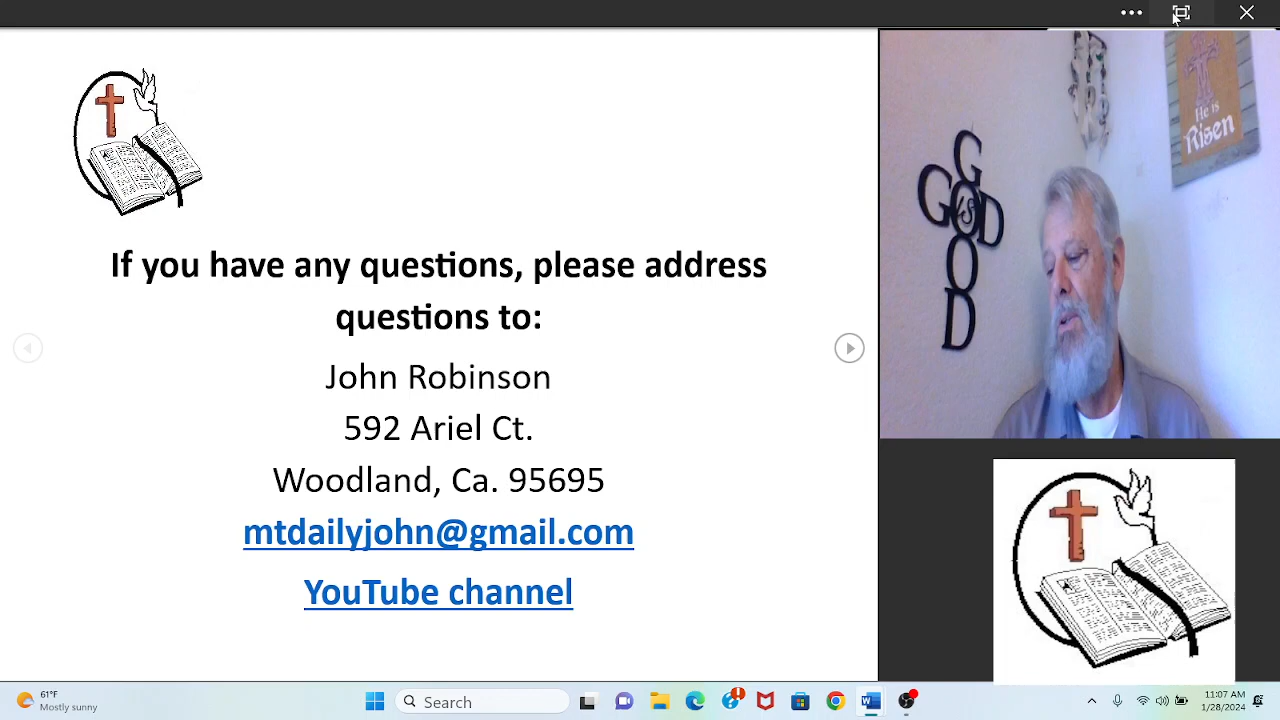 If you have any questions, please address
questions to:
John Robinson
592 Ariel Ct.
Woodland, Ca. 95695
mtdailyjohn@gmail.com
YouTube channel
He is
Risen
GOD
IS
GOOD
61°F
Mostly sunny
Search
11:07 AM
1/28/2024